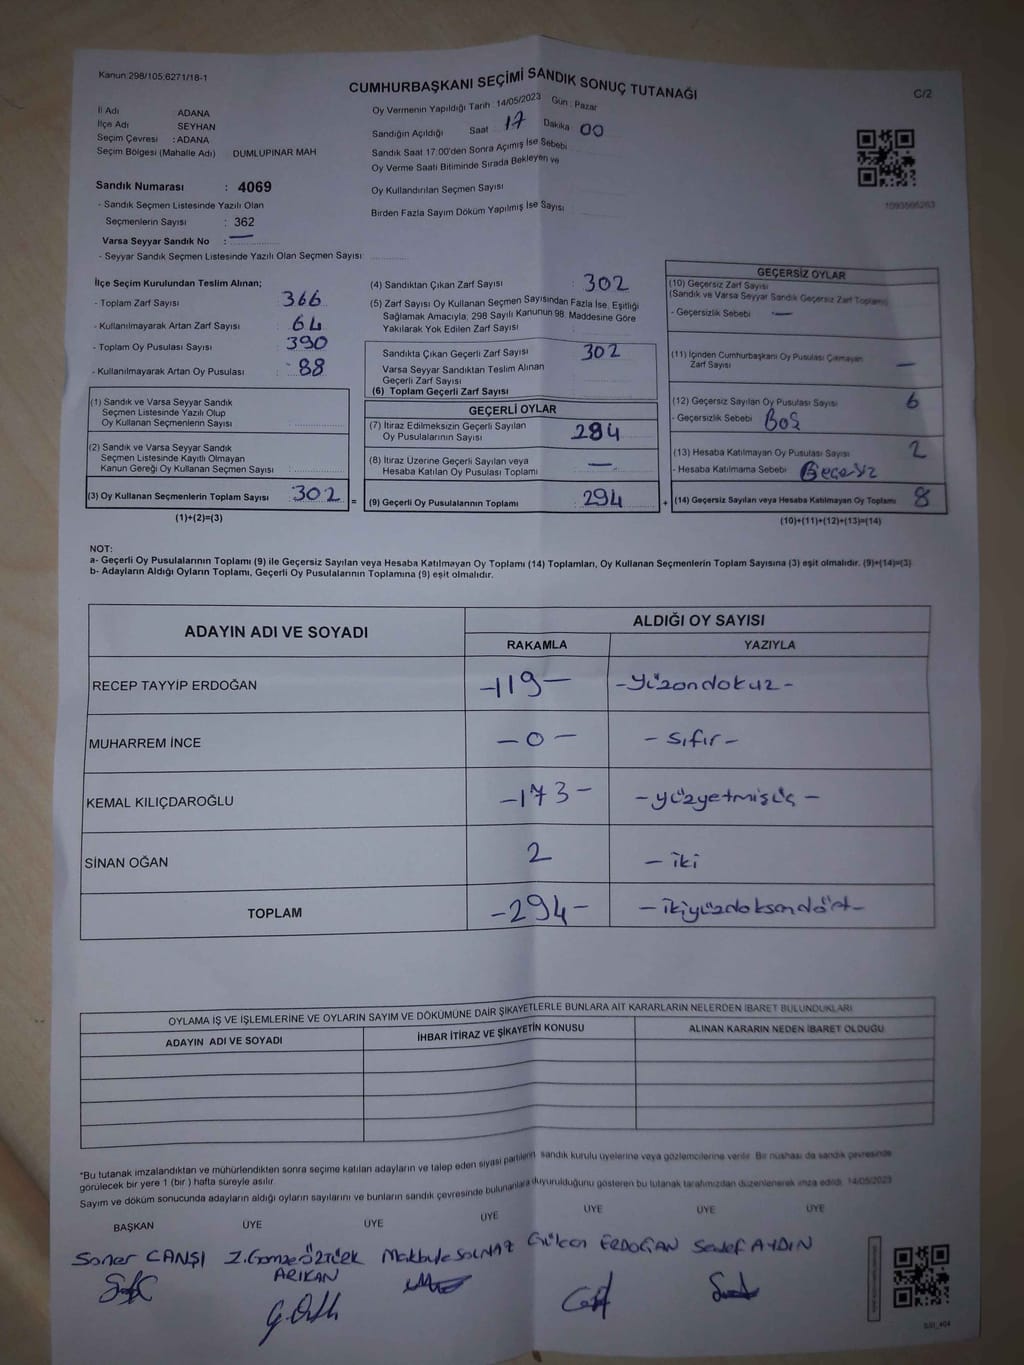 Kanun 298/105,6271/18-1
CUMHURBAŞKANI SEÇİMİ SANDIK SONUÇ TUTANAĞI
C/2
İl Adı : ADANA
İlçe Adı SEYHAN
Seçim Çevresi : ADANA
Seçim Bölgesi (Mahalle Adı) DUMLUPINAR MAH
Sandık Numarası : 4069
- Sandık Seçmen Listesinde Yazılı Olan
Seçmenlerin Sayısı : 362
Varsa Seyyar Sandık No : —
- Seyyar Sandık Seçmen Listesinde Yazılı Olan Seçmen Sayısı
Oy Vermenin Yapıldığı Tarih : 14/05/2023 Gün : Pazar
Sandığın Açıldığı Saat 17 Dakika 00
Sandık Saat 17.00'den Sonra Açımış İse Sebebi
Oy Verme Saati Bitiminde Sırada Bekleyen ve
Oy Kullandırılan Seçmen Sayısı
Birden Fazla Sayım Döküm Yapılmış İse Sayısı
1093566263
İlçe Seçim Kurulundan Teslim Alınan;
- Toplam Zarf Sayısı : 366
- Kullanılmayarak Artan Zarf Sayısı : 64
- Toplam Oy Pusulası Sayısı : 390
- Kullanılmayarak Artan Oy Pusulası : 88
(1) Sandık ve Varsa Seyyar Sandık
Seçmen Listesinde Yazılı Olup
Oy Kullanan Seçmenlerin Sayısı
(2) Sandık ve Varsa Seyyar Sandık
Seçmen Listesinde Kayıtlı Olmayan
Kanun Gereği Oy Kullanan Seçmen Sayısı
(3) Oy Kullanan Seçmenlerin Toplam Sayısı : 302 =
(1)+(2)=(3)
(4) Sandıktan Çıkan Zarf Sayısı : 302
(5) Zarf Sayısı Oy Kullanan Seçmen Sayısından Fazla İse, Eşitliği
Sağlamak Amacıyla; 298 Sayılı Kanunun 98. Maddesine Göre
Yakılarak Yok Edilen Zarf Sayısı
Sandıkta Çıkan Geçerli Zarf Sayısı 302
Varsa Seyyar Sandıktan Teslim Alınan
Geçerli Zarf Sayısı
(6) Toplam Geçerli Zarf Sayısı
GEÇERLİ OYLAR
(7) İtiraz Edilmeksizin Geçerli Sayılan
Oy Pusulalarının Sayısı 284
(8) İtiraz Üzerine Geçerli Sayılan veya
Hesaba Katılan Oy Pusulası Toplamı —
(9) Geçerli Oy Pusulalarının Toplamı : 294 +
GEÇERSİZ OYLAR
(10) Geçersiz Zarf Sayısı
(Sandık ve Varsa Seyyar Sandık Geçersiz Zarf Toplamı)
- Geçersizlik Sebebi : —
(11) İçinden Cumhurbaşkanı Oy Pusulası Çıkmayan
Zarf Sayısı —
(12) Geçersiz Sayılan Oy Pusulası Sayısı 6
- Geçersizlik Sebebi : Boş
(13) Hesaba Katılmayan Oy Pusulası Sayısı 2
- Hesaba Katılmama Sebebi : Geçersiz
(14) Geçersiz Sayılan veya Hesaba Katılmayan Oy Toplamı 8
(10)+(11)+(12)+(13)=(14)
NOT:
a- Geçerli Oy Pusulalarının Toplamı (9) ile Geçersiz Sayılan veya Hesaba Katılmayan Oy Toplamı (14) Toplamları, Oy Kullanan Seçmenlerin Toplam Sayısına (3) eşit olmalıdır. (9)+(14)=(3)
b- Adayların Aldığı Oyların Toplamı, Geçerli Oy Pusulalarının Toplamına (9) eşit olmalıdır.
ADAYIN ADI VE SOYADI
ALDIĞI OY SAYISI
RAKAMLA YAZIYLA
RECEP TAYYİP ERDOĞAN -119- -yüzondokuz-
MUHARREM İNCE -0- -sıfır-
KEMAL KILIÇDAROĞLU -173- -yüzyetmişüç-
SİNAN OĞAN 2 -iki
TOPLAM -294- -ikiyüzdoksandört-
OYLAMA İŞ VE İŞLEMLERİNE VE OYLARIN SAYIM VE DÖKÜMÜNE DAİR ŞİKAYETLERLE BUNLARA AİT KARARLARIN NELERDEN İBARET BULUNDUKLARI
ADAYIN ADI VE SOYADI İHBAR İTİRAZ VE ŞİKAYETİN KONUSU ALINAN KARARIN NEDEN İBARET OLDUĞU
*Bu tutanak imzalandıktan ve mühürlendikten sonra seçime katılan adayların ve talep eden siyasi partilerin sandık kurulu üyelerine veya gözlemcilerine verilir. Bir nüshası da sandık çevresinde
görülecek bir yere 1 (bir ) hafta süreyle asılır.
Sayım ve döküm sonucunda adayların aldığı oyların sayılarını ve bunların sandık çevresinde bulunanlara duyurulduğunu gösteren bu tutanak tarafımızdan düzenlenerek imza edildi. 14/05/2023
BAŞKAN ÜYE ÜYE ÜYE ÜYE ÜYE ÜYE
Soner CANŞI Z.Gamze ÖZTÜRK Makbule SOLMAZ Gülcan ERDOĞAN Sedef AYDIN
ARIKAN
SS1_404